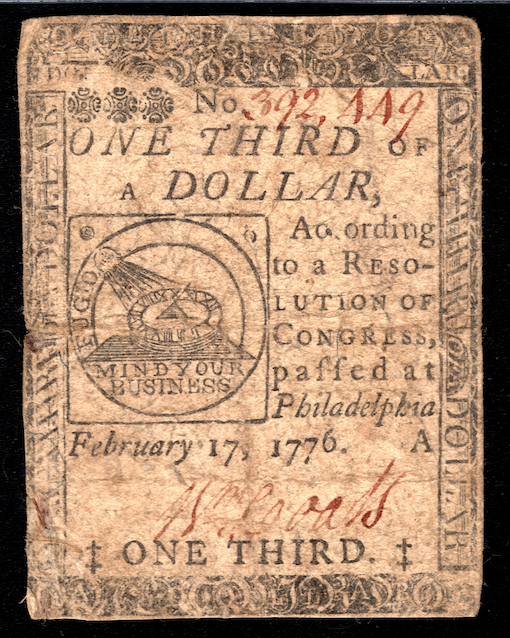 No. 392,449
ONE THIRD OF
A DOLLAR,
According
to a RESO-
LUTION OF
CONGRESS,
paſſed at
Philadelphia
February 17, 1776. A
FUGIO
MIND YOUR
BUSINESS
‡ ONE THIRD. ‡